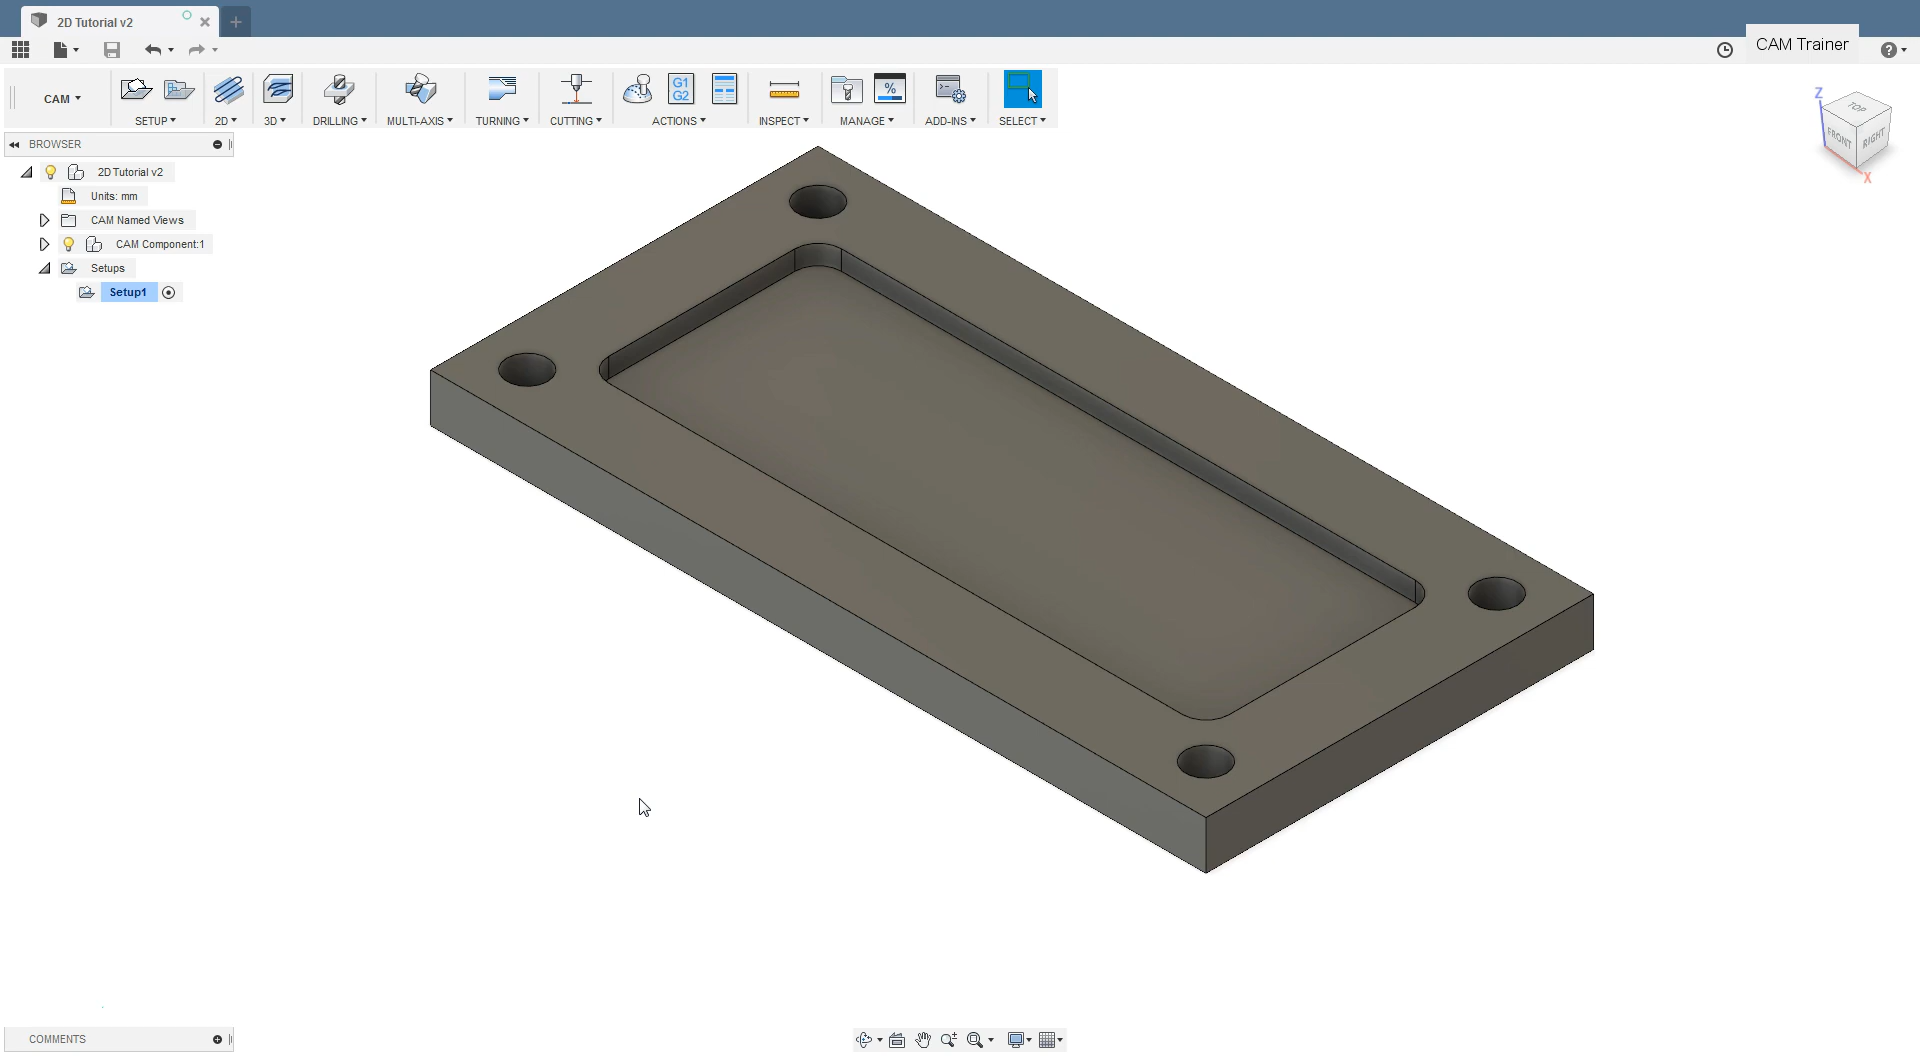 2D Tutorial v2
CAM Trainer
CAM
G1
G2
%
SETUP
2D
3D
DRILLING
MULTI-AXIS
TURNING
CUTTING
ACTIONS
INSPECT
MANAGE
ADD-INS
SELECT
Z
TOP
FRONT
RIGHT
X
BROWSER
2D Tutorial v2
Units: mm
CAM Named Views
CAM Component:1
Setups
Setup1
COMMENTS